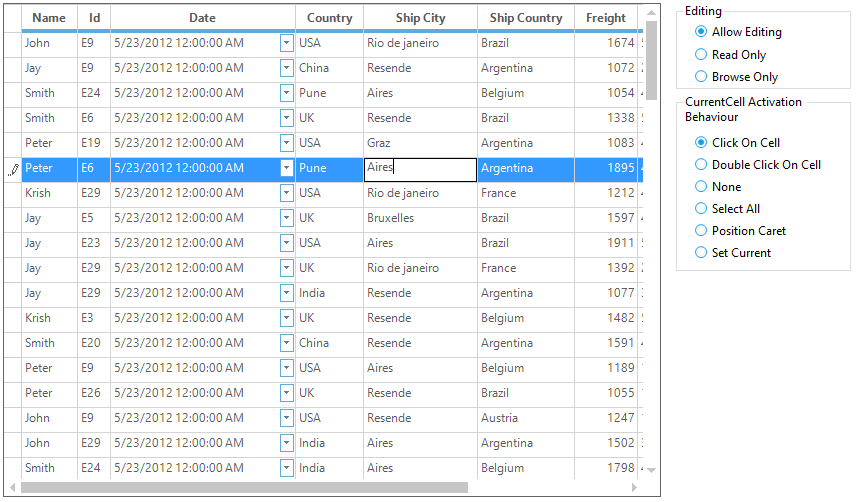 Name Id Date Country Ship City Ship Country Freight
John E9 5/23/2012 12:00:00 AM USA Rio de janeiro Brazil 1674
Jay E9 5/23/2012 12:00:00 AM China Resende Argentina 1072
Smith E24 5/23/2012 12:00:00 AM Pune Aires Belgium 1054
Smith E6 5/23/2012 12:00:00 AM UK Resende Brazil 1338
Peter E19 5/23/2012 12:00:00 AM USA Graz Argentina 1083
Peter E6 5/23/2012 12:00:00 AM Pune Aires Argentina 1895
Krish E29 5/23/2012 12:00:00 AM USA Rio de janeiro France 1212
Jay E5 5/23/2012 12:00:00 AM UK Bruxelles Brazil 1597
Jay E23 5/23/2012 12:00:00 AM USA Aires Brazil 1911
Jay E29 5/23/2012 12:00:00 AM UK Rio de janeiro France 1392
Jay E29 5/23/2012 12:00:00 AM India Resende Argentina 1077
Krish E3 5/23/2012 12:00:00 AM UK Resende Belgium 1482
Smith E20 5/23/2012 12:00:00 AM China Resende Argentina 1591
Peter E9 5/23/2012 12:00:00 AM USA Aires Belgium 1189
Peter E26 5/23/2012 12:00:00 AM UK Resende Brazil 1055
John E9 5/23/2012 12:00:00 AM USA Resende Austria 1247
John E29 5/23/2012 12:00:00 AM India Aires Argentina 1502
Smith E24 5/23/2012 12:00:00 AM India Aires Belgium 1798
Editing
Allow Editing
Read Only
Browse Only
CurrentCell Activation
Behaviour
Click On Cell
Double Click On Cell
None
Select All
Position Caret
Set Current